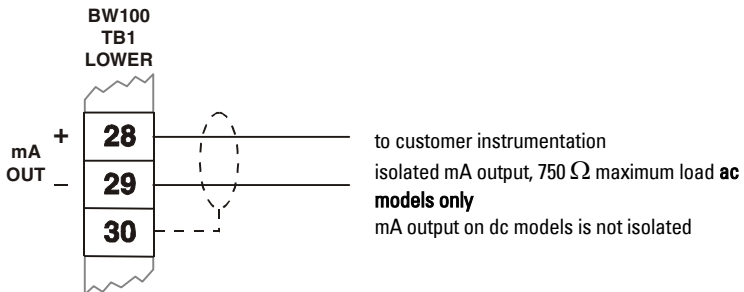 BW100
TB1
LOWER
mA
OUT
+
28
–
29
30
to customer instrumentation
isolated mA output, 750 Ω maximum load ac
models only
mA output on dc models is not isolated